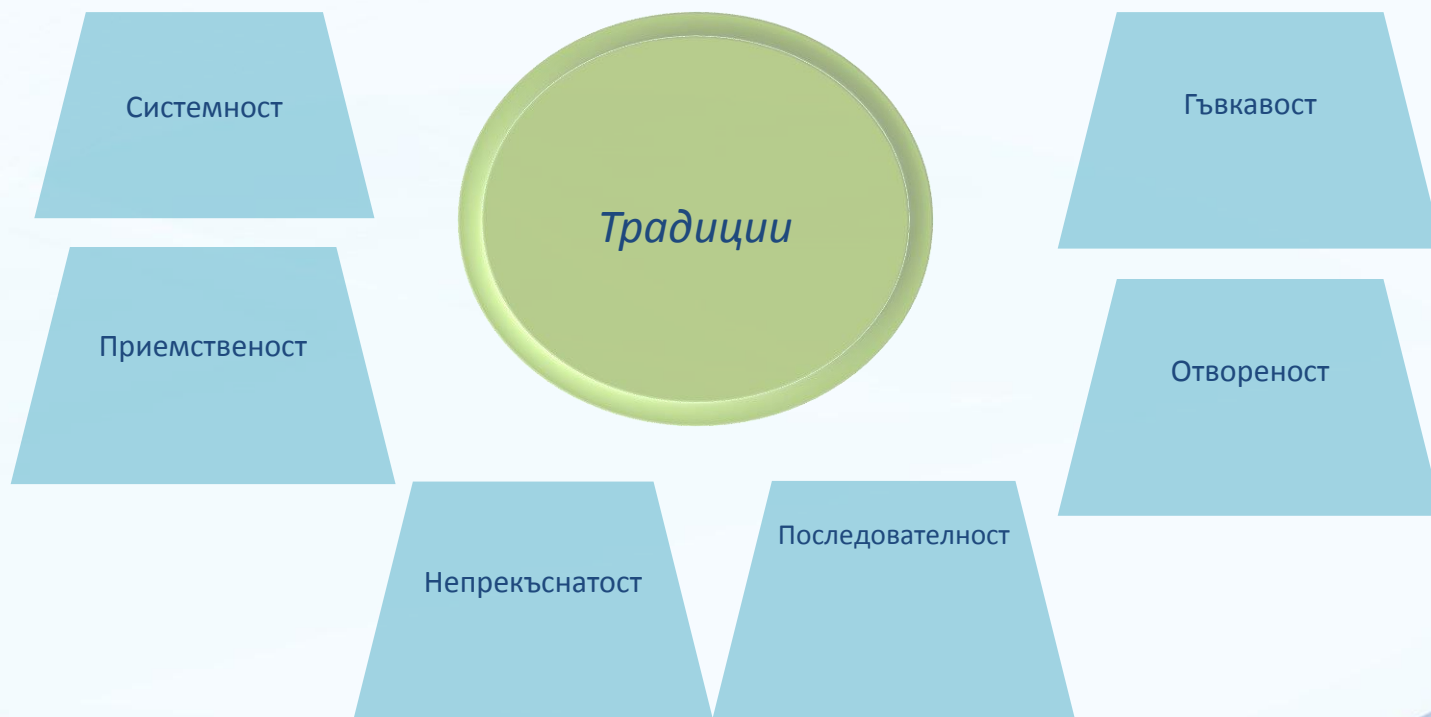 Системност
Традиции
Гъвкавост
Приемственост
Отвореност
Непрекъснатост
Последователност